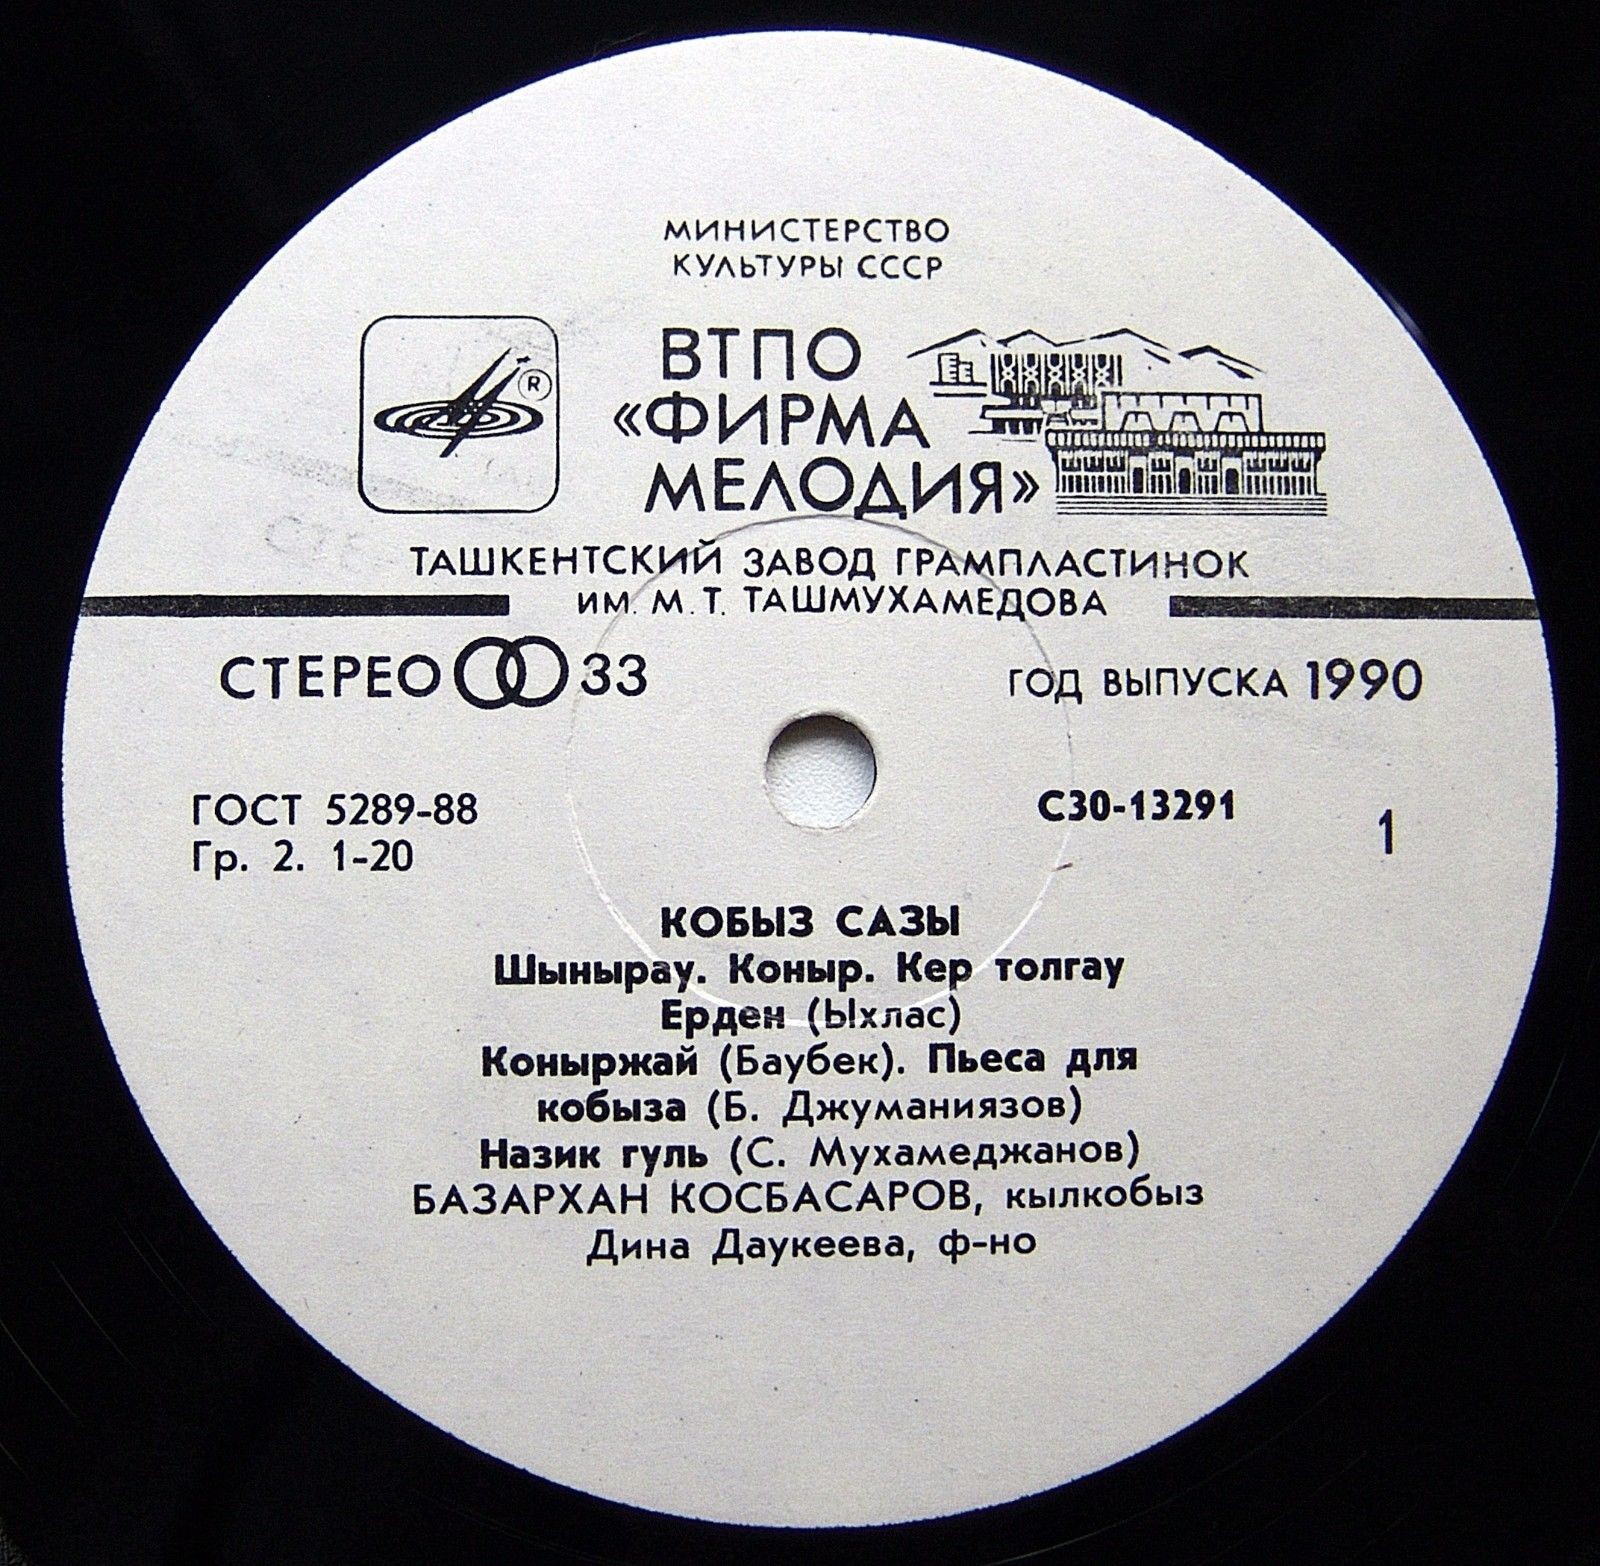 МИНИСТЕРСТВО
КУЛЬТУРЫ СССР
ВТПО
«ФИРМА
МЕЛОДИЯ»
R
ТАШКЕНТСКИЙ ЗАВОД ГРАМПЛАСТИНОК
ИМ. М. Т. ТАШМУХАМЕДОВА
СТЕРЕО 33
ГОД ВЫПУСКА 1990
ГОСТ 5289-88
Гр. 2. 1-20
С30-13291
1
КОБЫЗ САЗЫ
Шынырау. Коныр. Кер толгау
Ерден (Ыхлас)
Коныржай (Баубек). Пьеса для
кобыза (Б. Джуманиязов)
Назик гуль (С. Мухамеджанов)
БАЗАРХАН КОСБАСАРОВ, кылкобыз
Дина Даукеева, ф-но